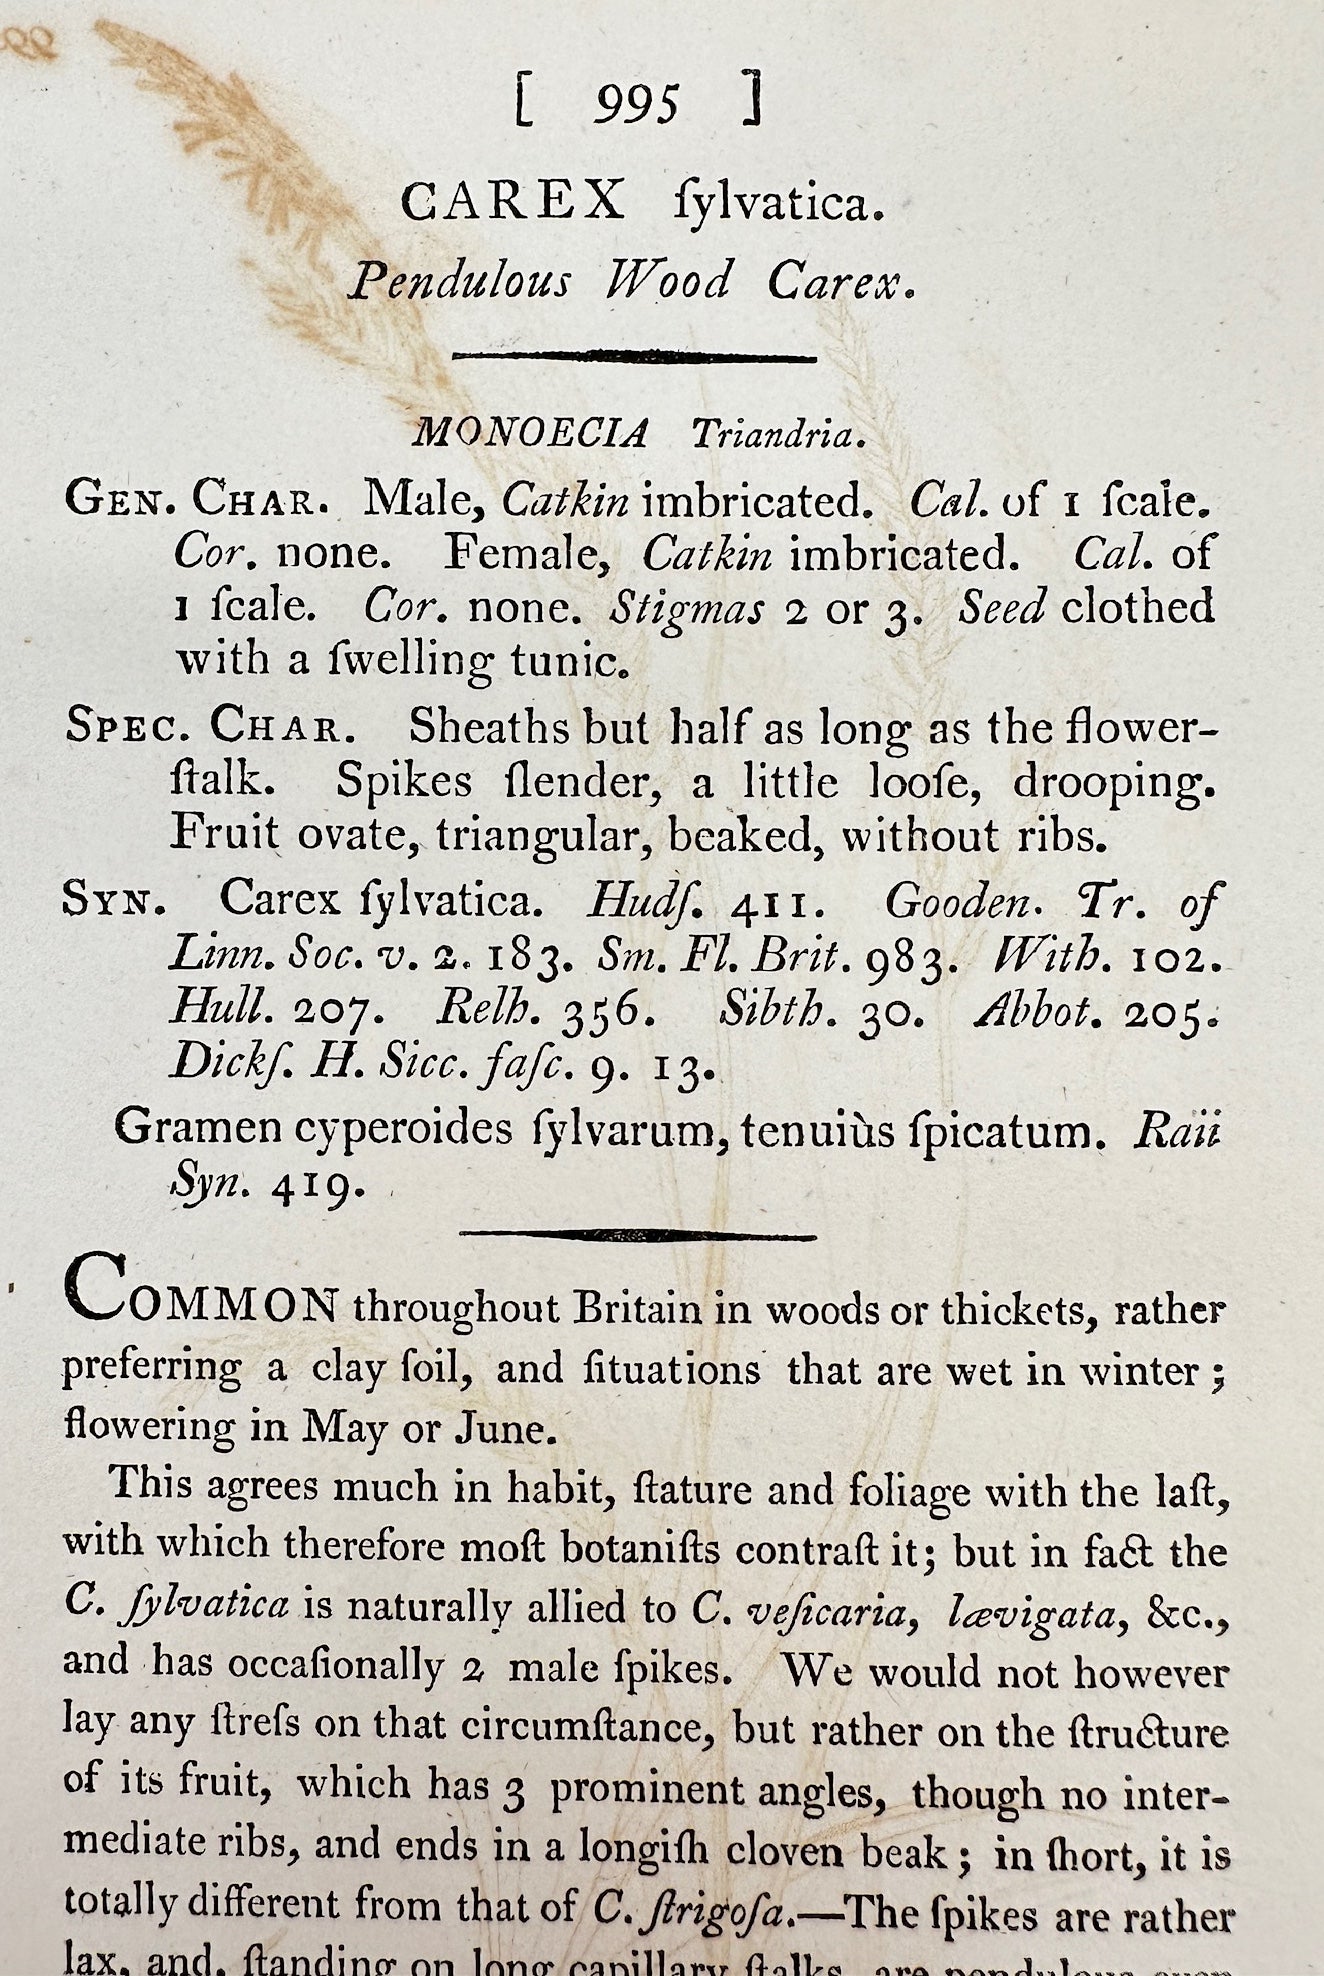 [ 995 ]
CAREX ſylvatica.
Pendulous Wood Carex.
MONOECIA Triandria.
GEN. CHAR. Male, Catkin imbricated. Cal. of 1 ſcale.
Cor. none. Female, Catkin imbricated. Cal. of
1 ſcale. Cor. none. Stigmas 2 or 3. Seed clothed
with a ſwelling tunic.
SPEC. CHAR. Sheaths but half as long as the flower-
ſtalk. Spikes ſlender, a little looſe, drooping.
Fruit ovate, triangular, beaked, without ribs.
SYN. Carex ſylvatica. Hudſ. 411. Gooden. Tr. of
Linn. Soc. v. 2. 183. Sm. Fl. Brit. 983. With. 102.
Hull. 207. Relh. 356. Sibth. 30. Abbot. 205.
Dickſ. H. Sicc. faſc. 9. 13.
Gramen cyperoides ſylvarum, tenuiùs ſpicatum. Raii
Syn. 419.
COMMON throughout Britain in woods or thickets, rather
preferring a clay ſoil, and ſituations that are wet in winter;
flowering in May or June.
This agrees much in habit, ſtature and foliage with the laſt,
with which therefore moſt botaniſts contraſt it; but in fact the
C. ſylvatica is naturally allied to C. veſicaria, lævigata, &c.,
and has occaſionally 2 male ſpikes. We would not however
lay any ſtreſs on that circumſtance, but rather on the ſtructure
of its fruit, which has 3 prominent angles, though no inter-
mediate ribs, and ends in a longiſh cloven beak; in ſhort, it is
totally different from that of C. ſtrigoſa.—The ſpikes are rather
lax, and, ſtanding on long capillary ſtalks, are pendulous even